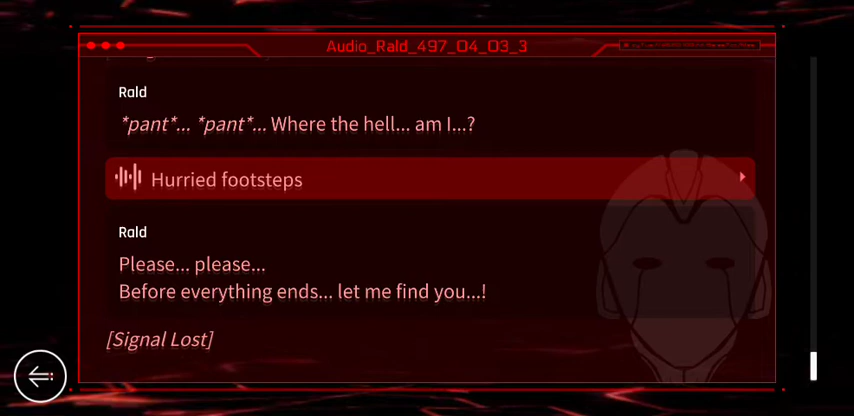 Audio_Rald_497_04_03_3
Rald
*pant*... *pant*... Where the hell... am I...?
Hurried footsteps
Rald
Please... please...
Before everything ends... let me find you...!
[Signal Lost]